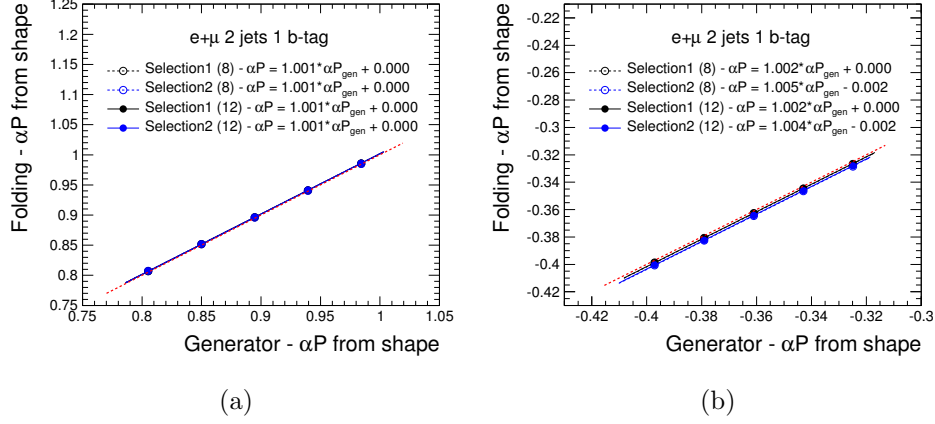 1.25
1.2
1.15
1.1
1.05
1
0.95
0.9
0.85
0.8
0.75
0.75 0.8 0.85 0.9 0.95 1 1.05
Folding - αP from shape
Generator - αP from shape
e+μ 2 jets 1 b-tag
Selection1 (8) - αP = 1.001*αPgen + 0.000
Selection2 (8) - αP = 1.001*αPgen + 0.000
Selection1 (12) - αP = 1.001*αPgen + 0.000
Selection2 (12) - αP = 1.001*αPgen + 0.000
(a)
-0.22
-0.24
-0.26
-0.28
-0.3
-0.32
-0.34
-0.36
-0.38
-0.4
-0.42
-0.42 -0.4 -0.38 -0.36 -0.34 -0.32 -0.3
Folding - αP from shape
Generator - αP from shape
e+μ 2 jets 1 b-tag
Selection1 (8) - αP = 1.002*αPgen + 0.000
Selection2 (8) - αP = 1.005*αPgen - 0.002
Selection1 (12) - αP = 1.002*αPgen + 0.000
Selection2 (12) - αP = 1.004*αPgen - 0.002
(b)